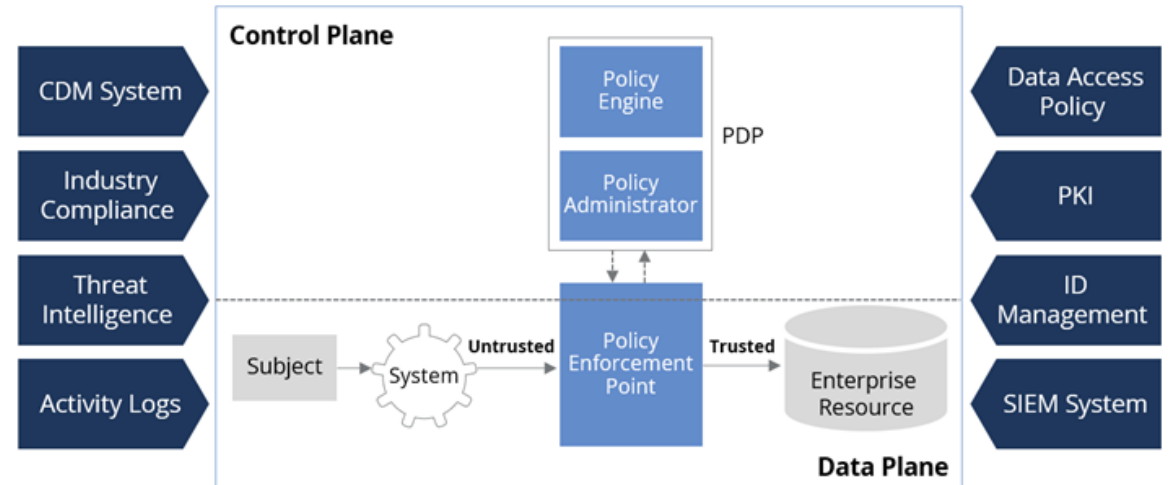 Control Plane
CDM System
Industry
Compliance
Threat
Intelligence
Activity Logs
Policy
Engine
Policy
Administrator
PDP
Subject
System
Untrusted
Policy
Enforcement
Point
Trusted
Enterprise
Resource
Data Plane
Data Access
Policy
PKI
ID
Management
SIEM System